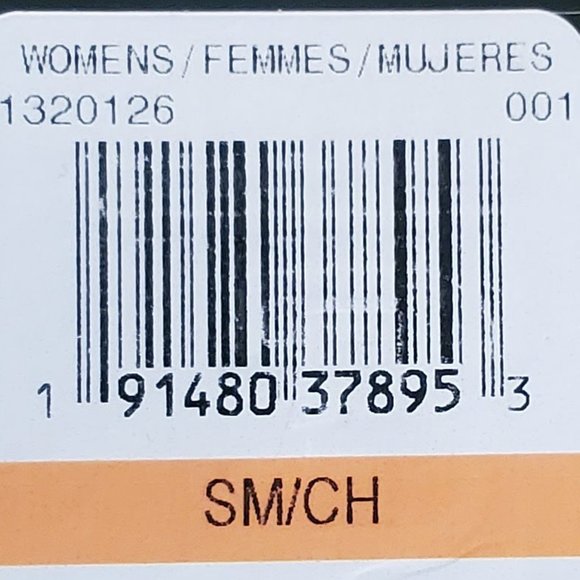 WOMENS/FEMMES/MUJERES
1320126 001
1 91480 37895 3
SM/CH